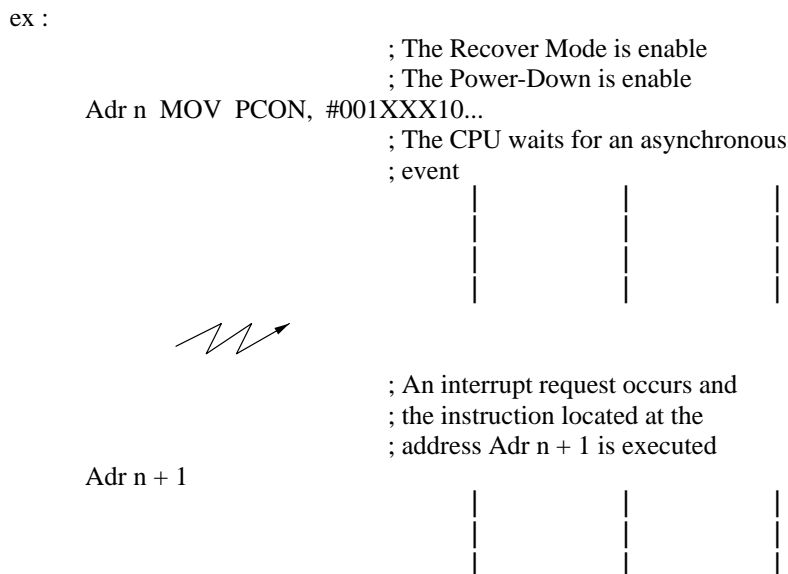 ex :
; The Recover Mode is enable
; The Power-Down is enable
Adr n MOV PCON, #001XXX10...
; The CPU waits for an asynchronous
; event
; An interrupt request occurs and
; the instruction located at the
; address Adr n + 1 is executed
Adr n + 1